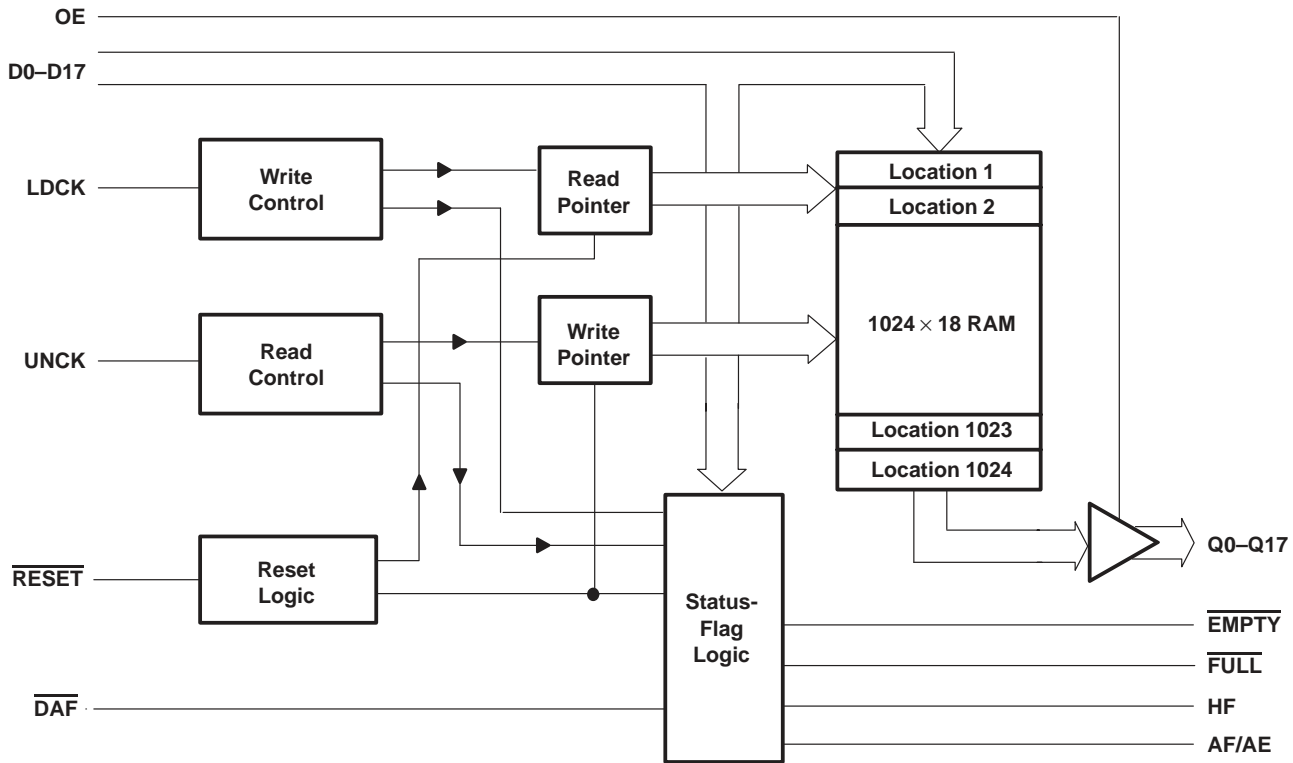 OE
D0–D17
LDCK
Write
Control
Read
Pointer
Location 1
Location 2
1024 × 18 RAM
UNCK
Read
Control
Write
Pointer
Location 1023
Location 1024
RESET
Reset
Logic
Status-
Flag
Logic
Q0–Q17
EMPTY
FULL
DAF
HF
AF/AE